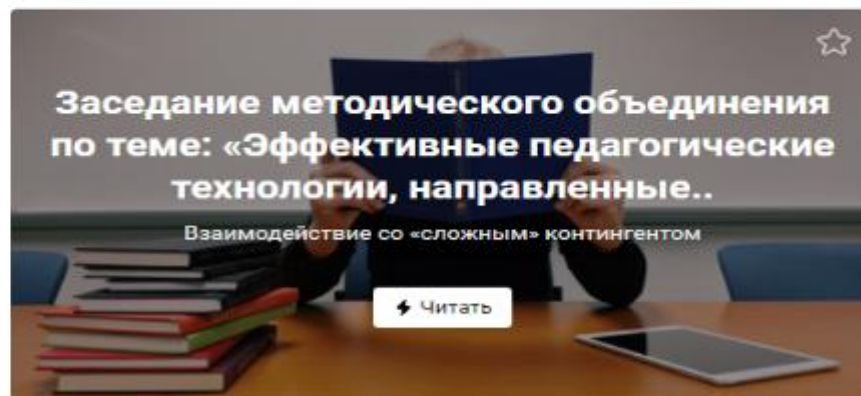 Заседание методического объединения
по теме: «Эффективные педагогические
технологии, направленные..
Взаимодействие со «сложным» контингентом
Читать